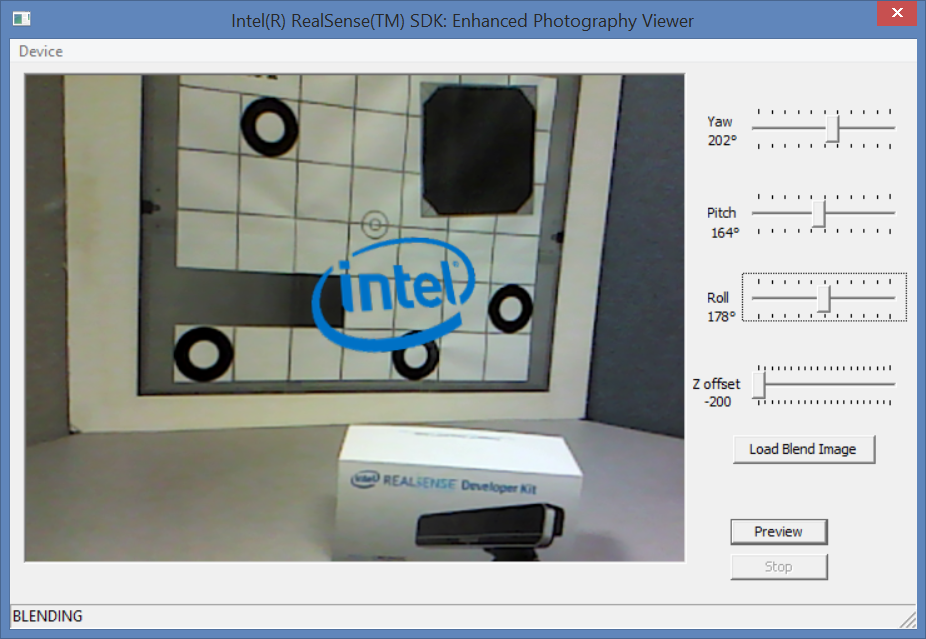 Intel(R) RealSense(TM) SDK: Enhanced Photography Viewer
Device
intel®
intel REALSENSE Developer Kit
Yaw
202°
Pitch
164°
Roll
178°
Z offset
-200
Load Blend Image
Preview
Stop
BLENDING